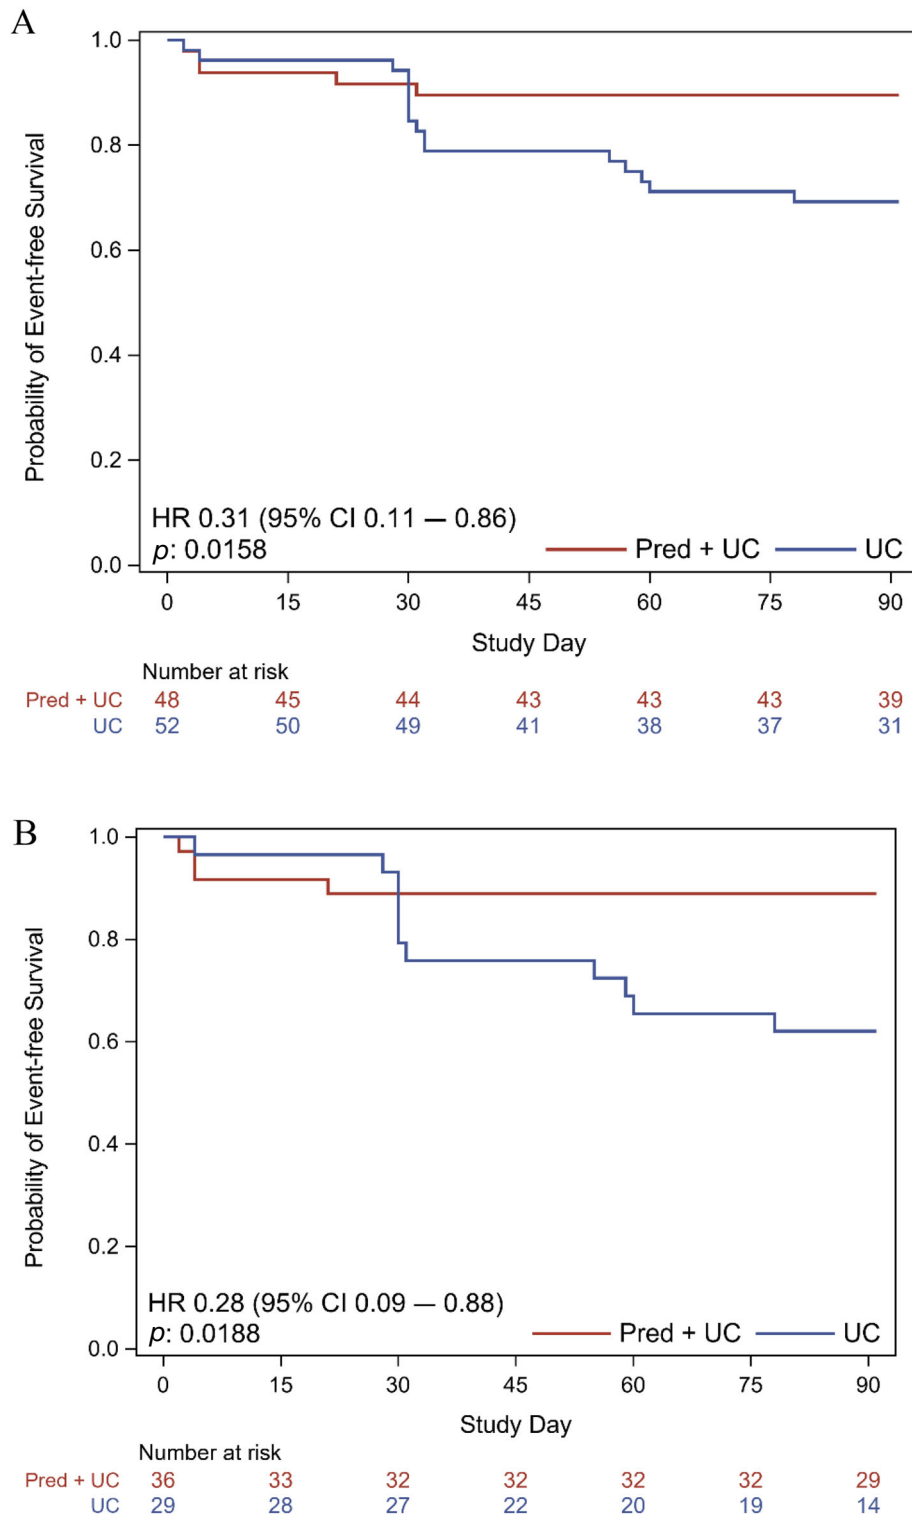 A
Probability of Event-free Survival
1.0
0.8
0.6
0.4
0.2
0.0
HR 0.31 (95% CI 0.11 — 0.86)
p: 0.0158
Pred + UC UC
0 15 30 45 60 75 90
Study Day
Number at risk
Pred + UC 48 45 44 43 43 43 39
UC 52 50 49 41 38 37 31
B
Probability of Event-free Survival
1.0
0.8
0.6
0.4
0.2
0.0
HR 0.28 (95% CI 0.09 — 0.88)
p: 0.0188
Pred + UC UC
0 15 30 45 60 75 90
Study Day
Number at risk
Pred + UC 36 33 32 32 32 32 29
UC 29 28 27 22 20 19 14